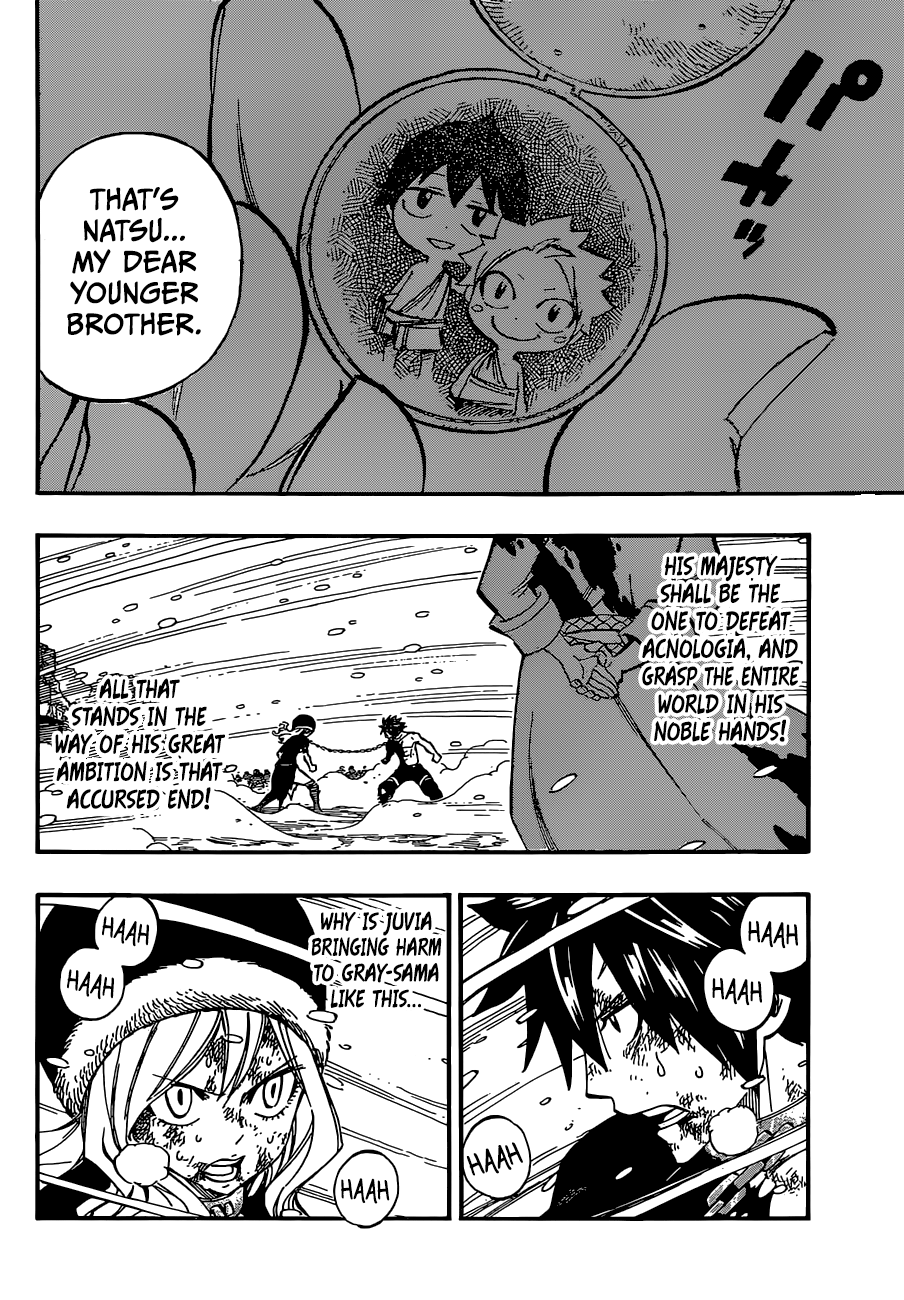 パカッ
THAT'S
NATSU...
MY DEAR
YOUNGER
BROTHER.
HIS MAJESTY
SHALL BE THE
ONE TO DEFEAT
ACNOLOGIA, AND
GRASP THE ENTIRE
WORLD IN HIS
NOBLE HANDS!
ALL THAT
STANDS IN THE
WAY OF HIS GREAT
AMBITION IS THAT
ACCURSED END!
HAAH
HAAH
HAAH
WHY IS JUVIA
BRINGING HARM
TO GRAY-SAMA
LIKE THIS...
HAAH
HAAH
HAAH